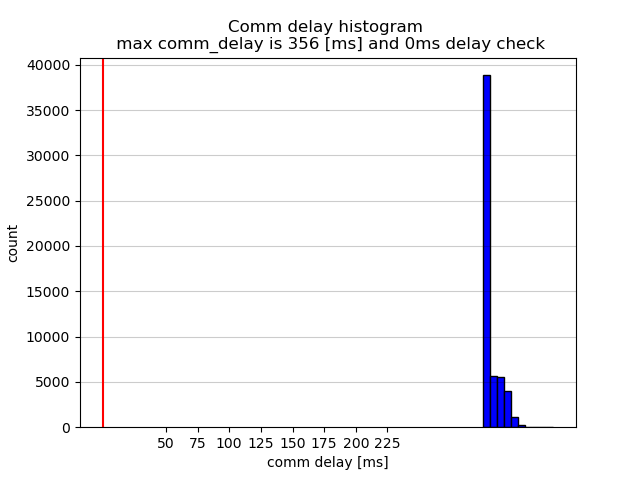 Comm delay histogram
max comm_delay is 356 [ms] and 0ms delay check
40000
35000
30000
25000
20000
15000
10000
5000
0
count
50 75 100 125 150 175 200 225
comm delay [ms]